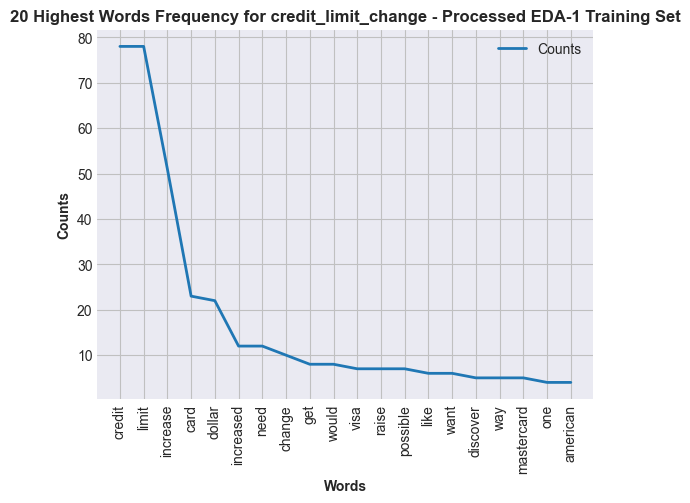 20 Highest Words Frequency for credit_limit_change - Processed EDA-1 Training Set
Counts
80
70
60
50
40
30
20
10
Counts
credit
limit
increase
card
dollar
increased
need
change
get
would
visa
raise
possible
like
want
discover
way
mastercard
one
american
Words